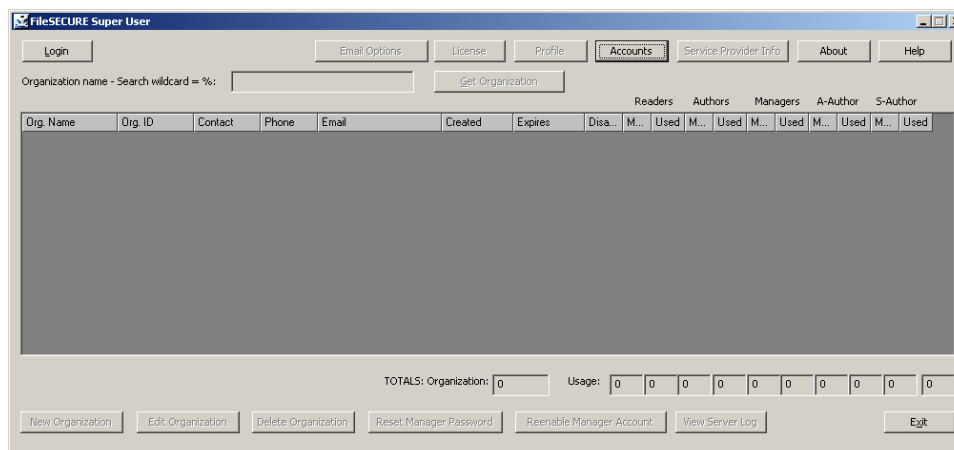 FileSECURE Super User
Login Email Options License Profile Accounts Service Provider Info About Help
Organization name - Search wildcard = %: Get Organization
Readers Authors Managers A-Author S-Author
Org. Name Org. ID Contact Phone Email Created Expires Disa... M... Used M... Used M... Used M... Used M... Used
TOTALS: Organization: 0 Usage: 0 0 0 0 0 0 0 0 0 0
New Organization Edit Organization Delete Organization Reset Manager Password Reenable Manager Account View Server Log Exit